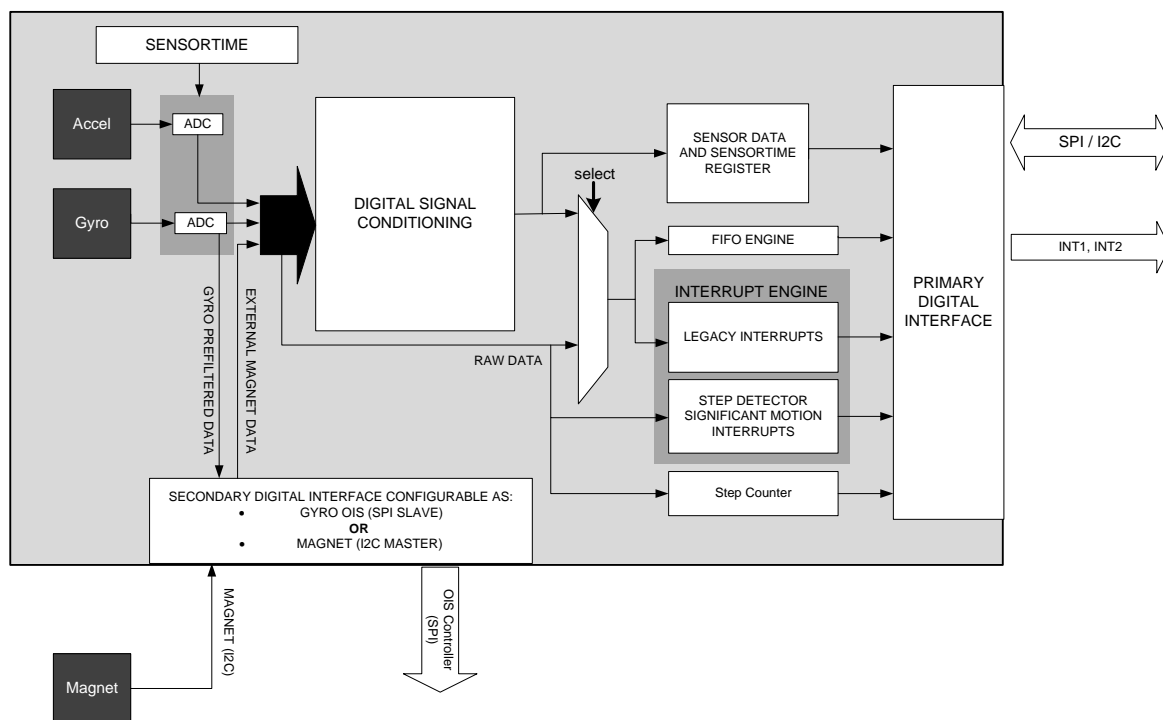 SENSORTIME
Accel
ADC
Gyro
ADC
DIGITAL SIGNAL
CONDITIONING
select
SENSOR DATA
AND SENSORTIME
REGISTER
FIFO ENGINE
INTERRUPT ENGINE
LEGACY INTERRUPTS
STEP DETECTOR
SIGNIFICANT MOTION
INTERRUPTS
Step Counter
PRIMARY
DIGITAL
INTERFACE
SPI / I2C
INT1, INT2
RAW DATA
GYRO PREFILTERED DATA
EXTERNAL MAGNET DATA
SECONDARY DIGITAL INTERFACE CONFIGURABLE AS:
• GYRO OIS (SPI SLAVE)
OR
• MAGNET (I2C MASTER)
MAGNET (I2C)
OIS Controller
(SPI)
Magnet